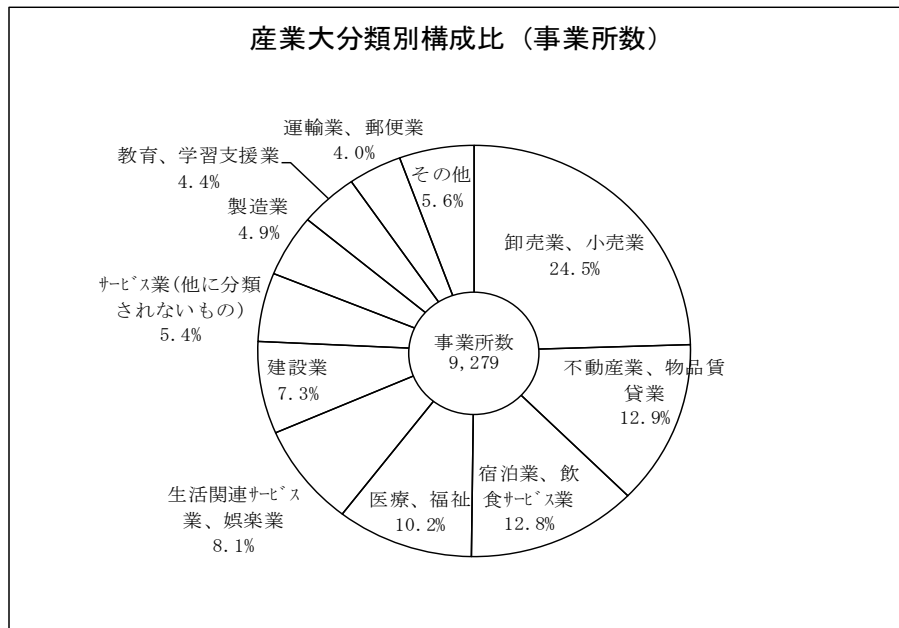 産業大分類別構成比（事業所数）
卸売業、小売業
24.5%
不動産業、物品賃
貸業
12.9%
宿泊業、飲
食ｻｰﾋﾞｽ業
12.8%
医療、福祉
10.2%
生活関連ｻｰﾋﾞｽ
業、娯楽業
8.1%
建設業
7.3%
ｻｰﾋﾞｽ業(他に分類
されないもの)
5.4%
製造業
4.9%
教育、学習支援業
4.4%
運輸業、郵便業
4.0%
その他
5.6%
事業所数
9,279